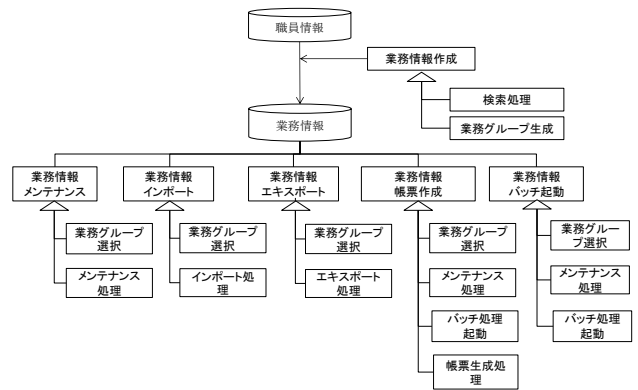 職員情報
業務情報作成
検索処理
業務グループ生成
業務情報
業務情報
メンテナンス
業務情報
インポート
業務情報
エキスポート
業務情報
帳票作成
業務情報
バッチ起動
業務グループ
選択
メンテナンス
処理
業務グループ
選択
インポート処
理
業務グループ
選択
エキスポート
処理
業務グループ
選択
メンテナンス
処理
バッチ処理
起動
帳票生成処
理
業務グルー
プ選択
メンテナンス
処理
バッチ処理
起動